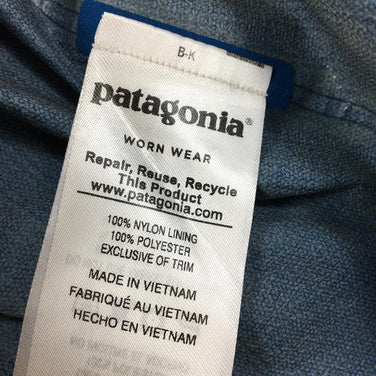 B-K
patagonia®
WORN WEAR
Repair, Reuse, Recycle
This Product
www.patagonia.com
100% NYLON LINING
100% POLYESTER
EXCLUSIVE OF TRIM
MADE IN VIETNAM
FABRIQUÉ AU VIETNAM
HECHO EN VIETNAM